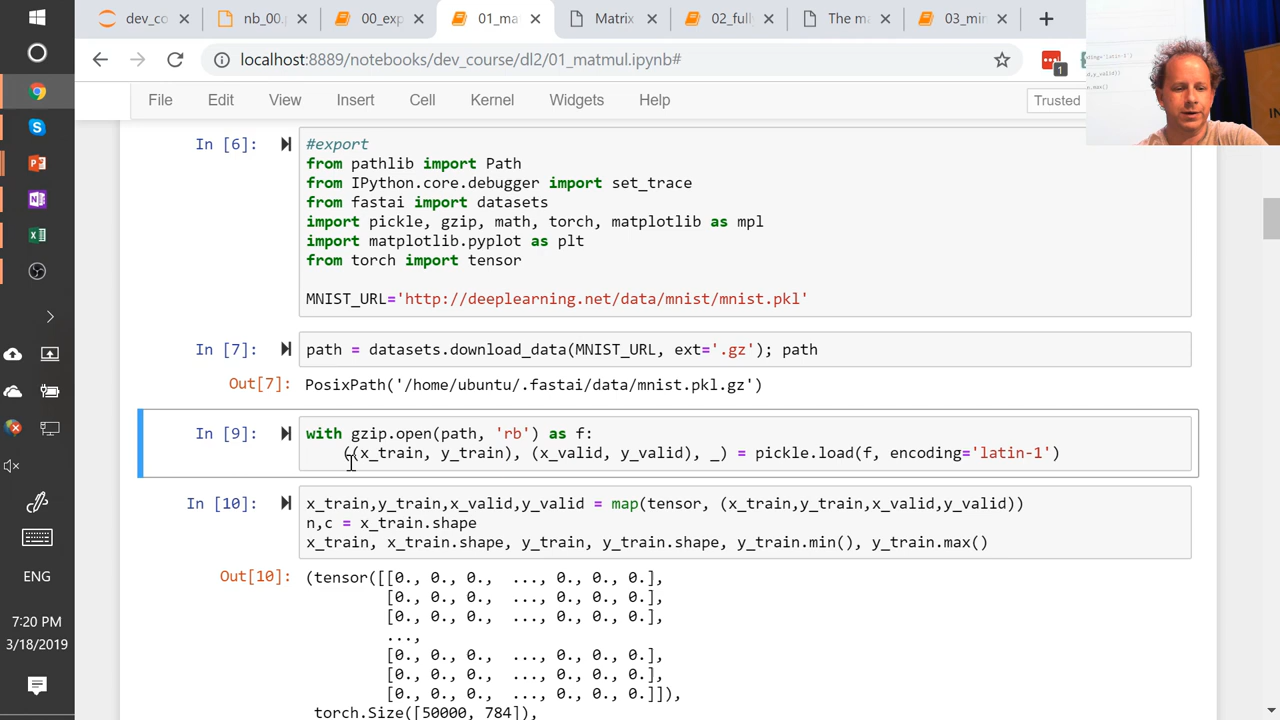 dev_co
nb_00.
00_exp
01_ma
Matrix
02_full
The ma
03_min
localhost:8889/notebooks/dev_course/dl2/01_matmul.ipynb#
1
File Edit View Insert Cell Kernel Widgets Help
Trusted
In [6]:
#export
from pathlib import Path
from IPython.core.debugger import set_trace
from fastai import datasets
import pickle, gzip, math, torch, matplotlib as mpl
import matplotlib.pyplot as plt
from torch import tensor
MNIST_URL='http://deeplearning.net/data/mnist/mnist.pkl'
In [7]:
path = datasets.download_data(MNIST_URL, ext='.gz'); path
Out[7]:
PosixPath('/home/ubuntu/.fastai/data/mnist.pkl.gz')
In [9]:
with gzip.open(path, 'rb') as f:
((x_train, y_train), (x_valid, y_valid), _) = pickle.load(f, encoding='latin-1')
In [10]:
x_train,y_train,x_valid,y_valid = map(tensor, (x_train,y_train,x_valid,y_valid))
n,c = x_train.shape
x_train, x_train.shape, y_train, y_train.shape, y_train.min(), y_train.max()
Out[10]:
(tensor([[0., 0., 0., ..., 0., 0., 0.],
[0., 0., 0., ..., 0., 0., 0.],
[0., 0., 0., ..., 0., 0., 0.],
...,
[0., 0., 0., ..., 0., 0., 0.],
[0., 0., 0., ..., 0., 0., 0.],
[0., 0., 0., ..., 0., 0., 0.]]),
torch.Size([50000, 784]),
ENG
7:20 PM
3/18/2019